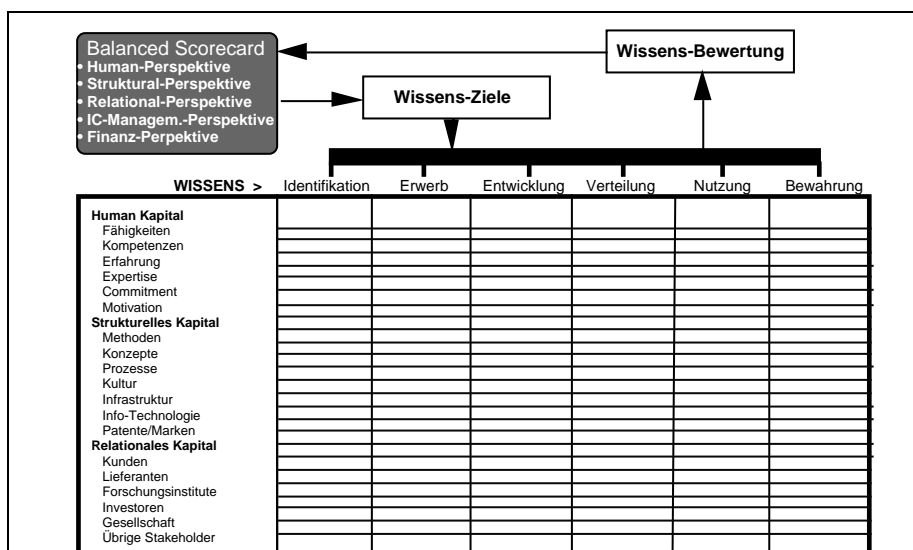 Balanced Scorecard
• Human-Perspektive
• Struktural-Perspektive
• Relational-Perspektive
• IC-Managem.-Perspektive
• Finanz-Perpektive
Wissens-Bewertung
Wissens-Ziele
WISSENS > Identifikation Erwerb Entwicklung Verteilung Nutzung Bewahrung
Human Kapital
Fähigkeiten
Kompetenzen
Erfahrung
Expertise
Commitment
Motivation
Strukturelles Kapital
Methoden
Konzepte
Prozesse
Kultur
Infrastruktur
Info-Technologie
Patente/Marken
Relationales Kapital
Kunden
Lieferanten
Forschungsinstitute
Investoren
Gesellschaft
Übrige Stakeholder